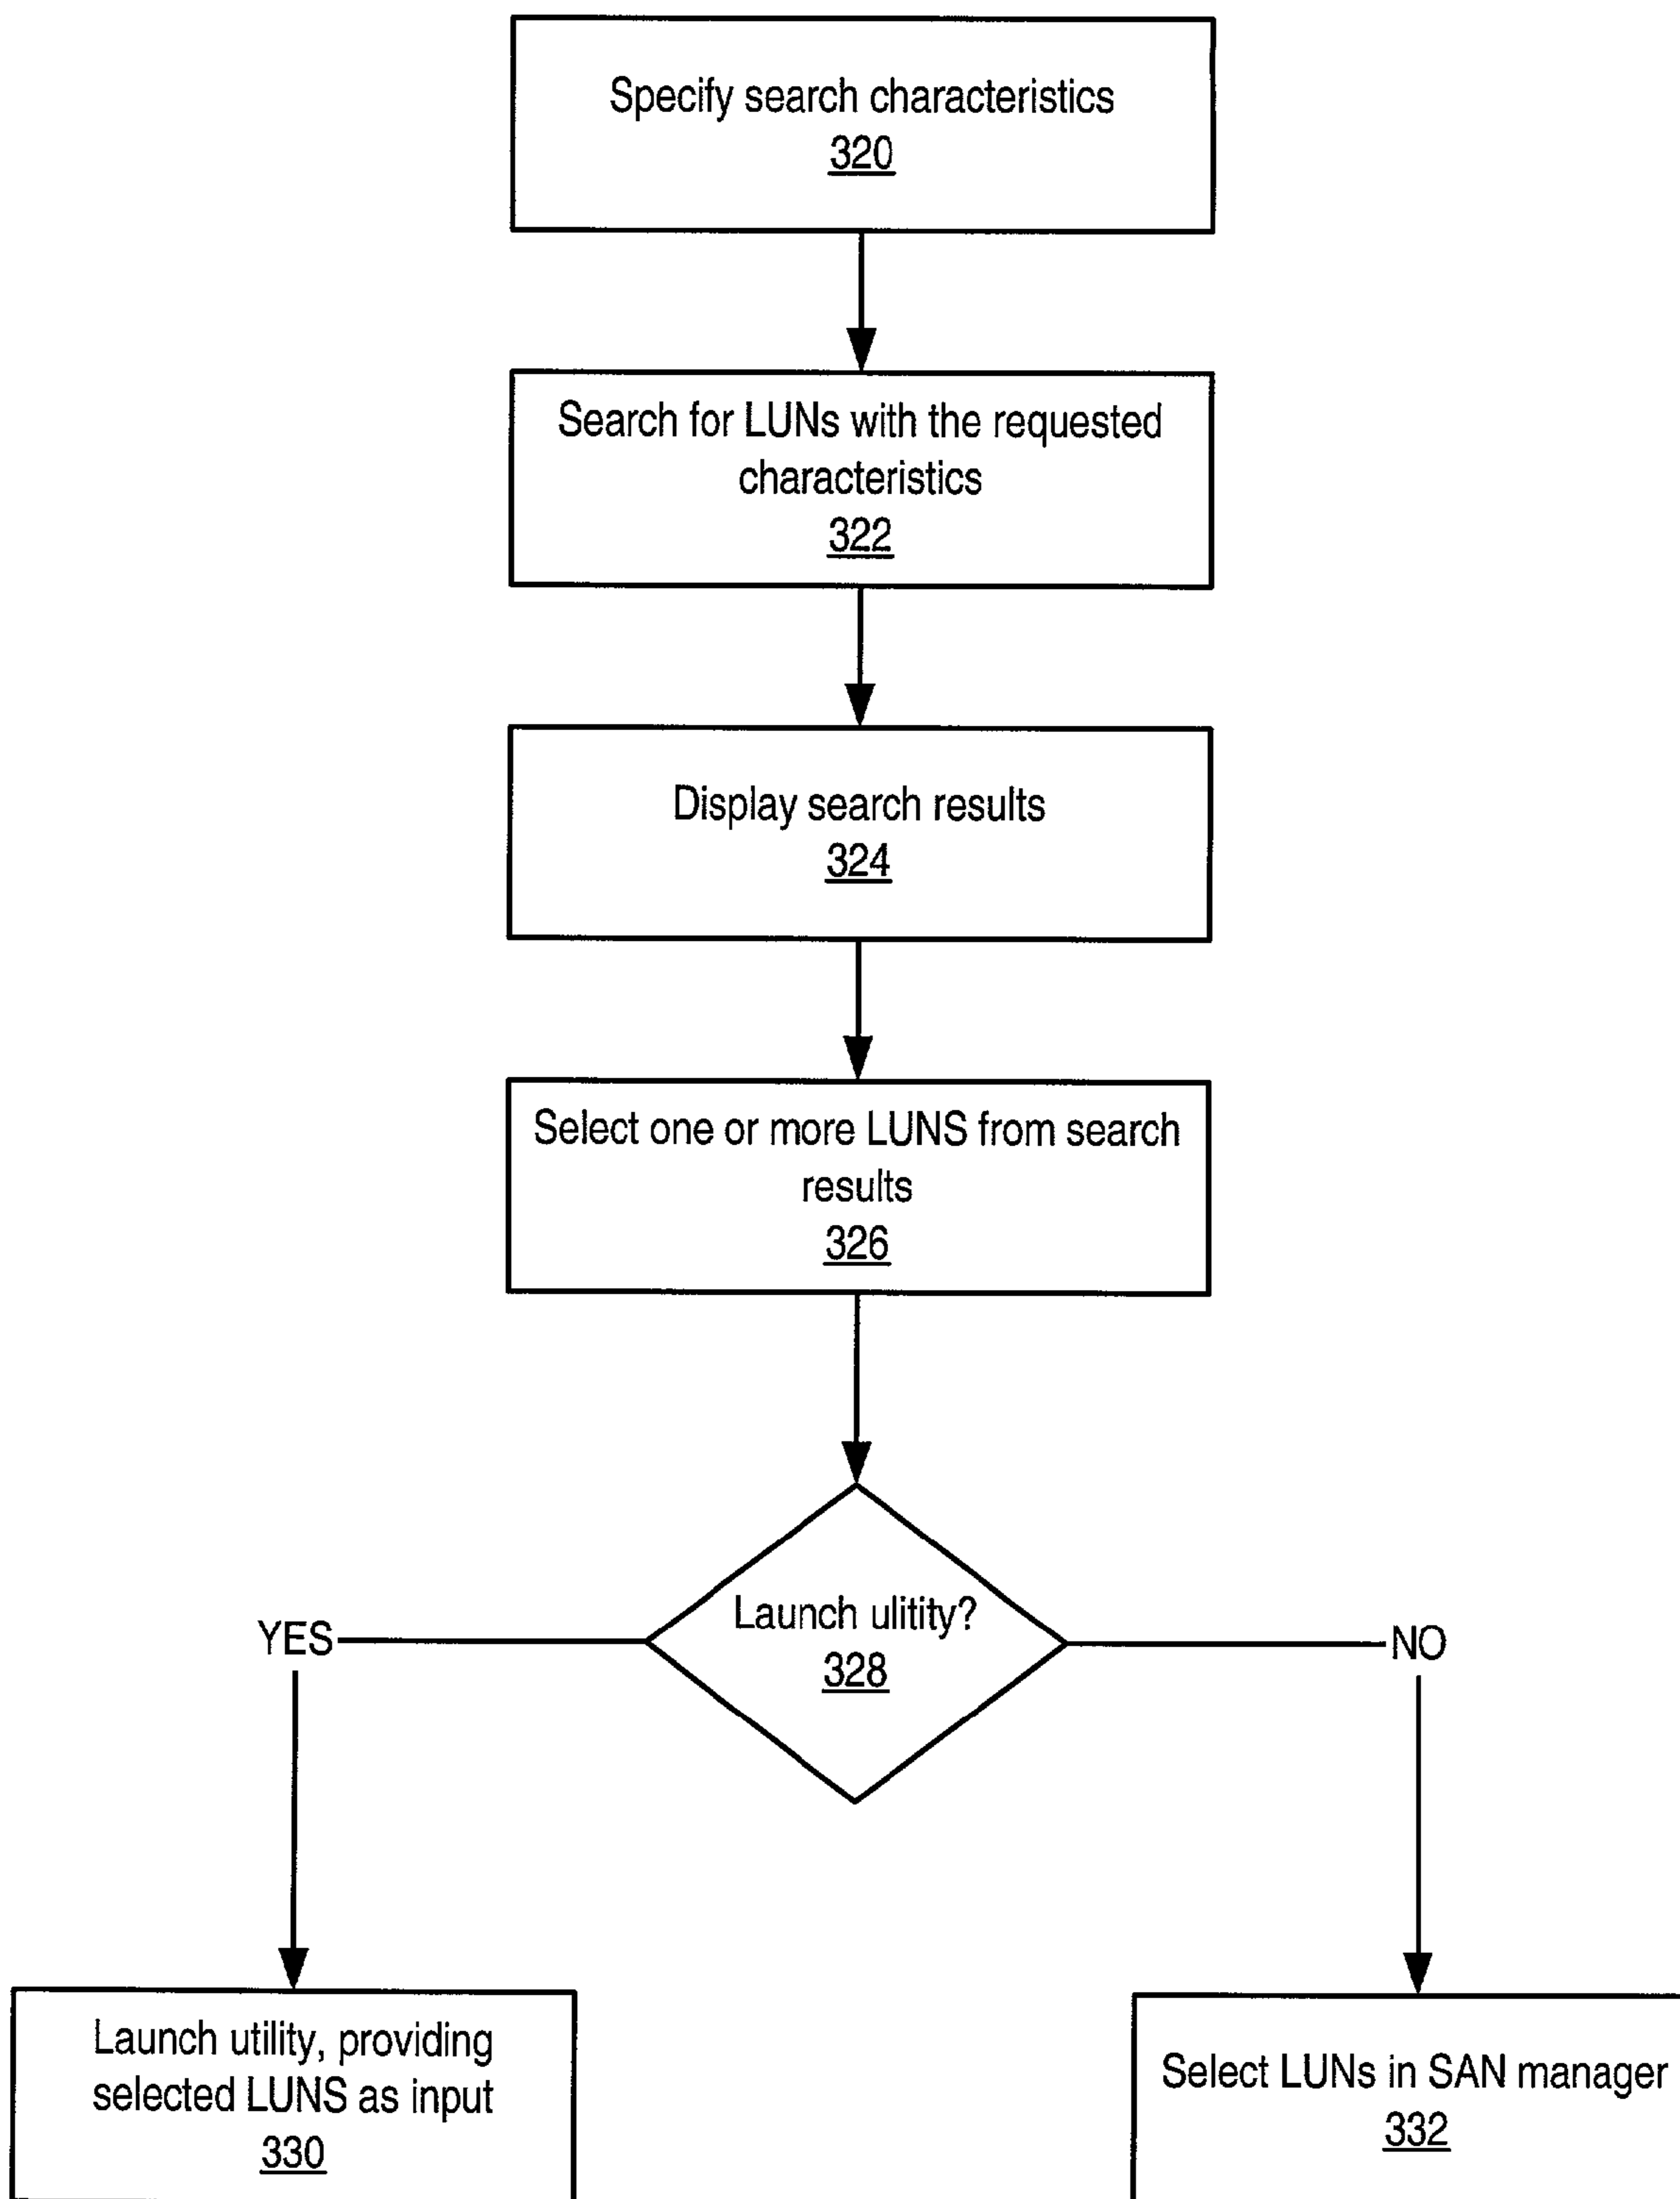 Specify search characteristics
320
Search for LUNs with the requested
characteristics
322
Display search results
324
Select one or more LUNS from search
results
326
Launch ulitity?
328
YES
NO
Launch utility, providing
selected LUNS as input
330
Select LUNs in SAN manager
332